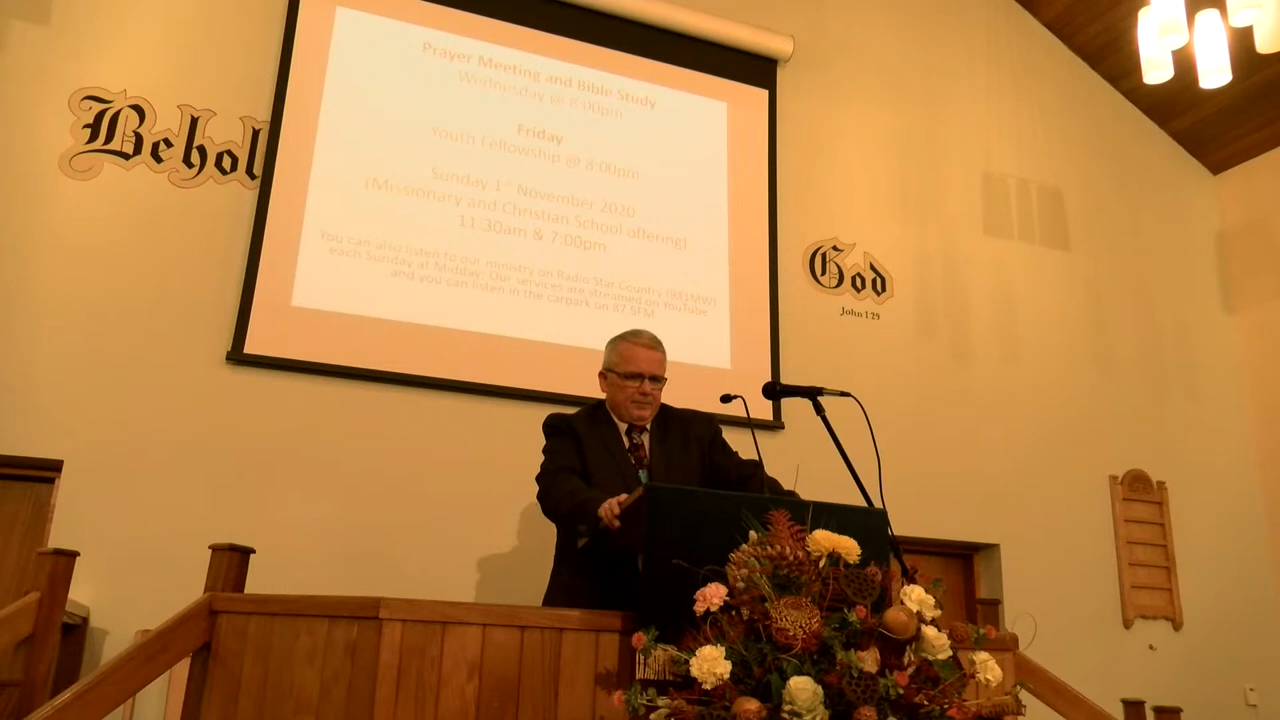 Behol
Prayer Meeting and Bible Study
Wednesday @ 8:00pm
Friday
Youth Fellowship @ 8:00pm
Sunday 1st November 2020
(Missionary and Christian School offering)
11:30am & 7:00pm
You can also listen to our ministry on Radio Star Country (981MW)
each Sunday at Midday: Our services are streamed on YouTube
and you can listen in the carpark on 87.5FM
God
John 1:29